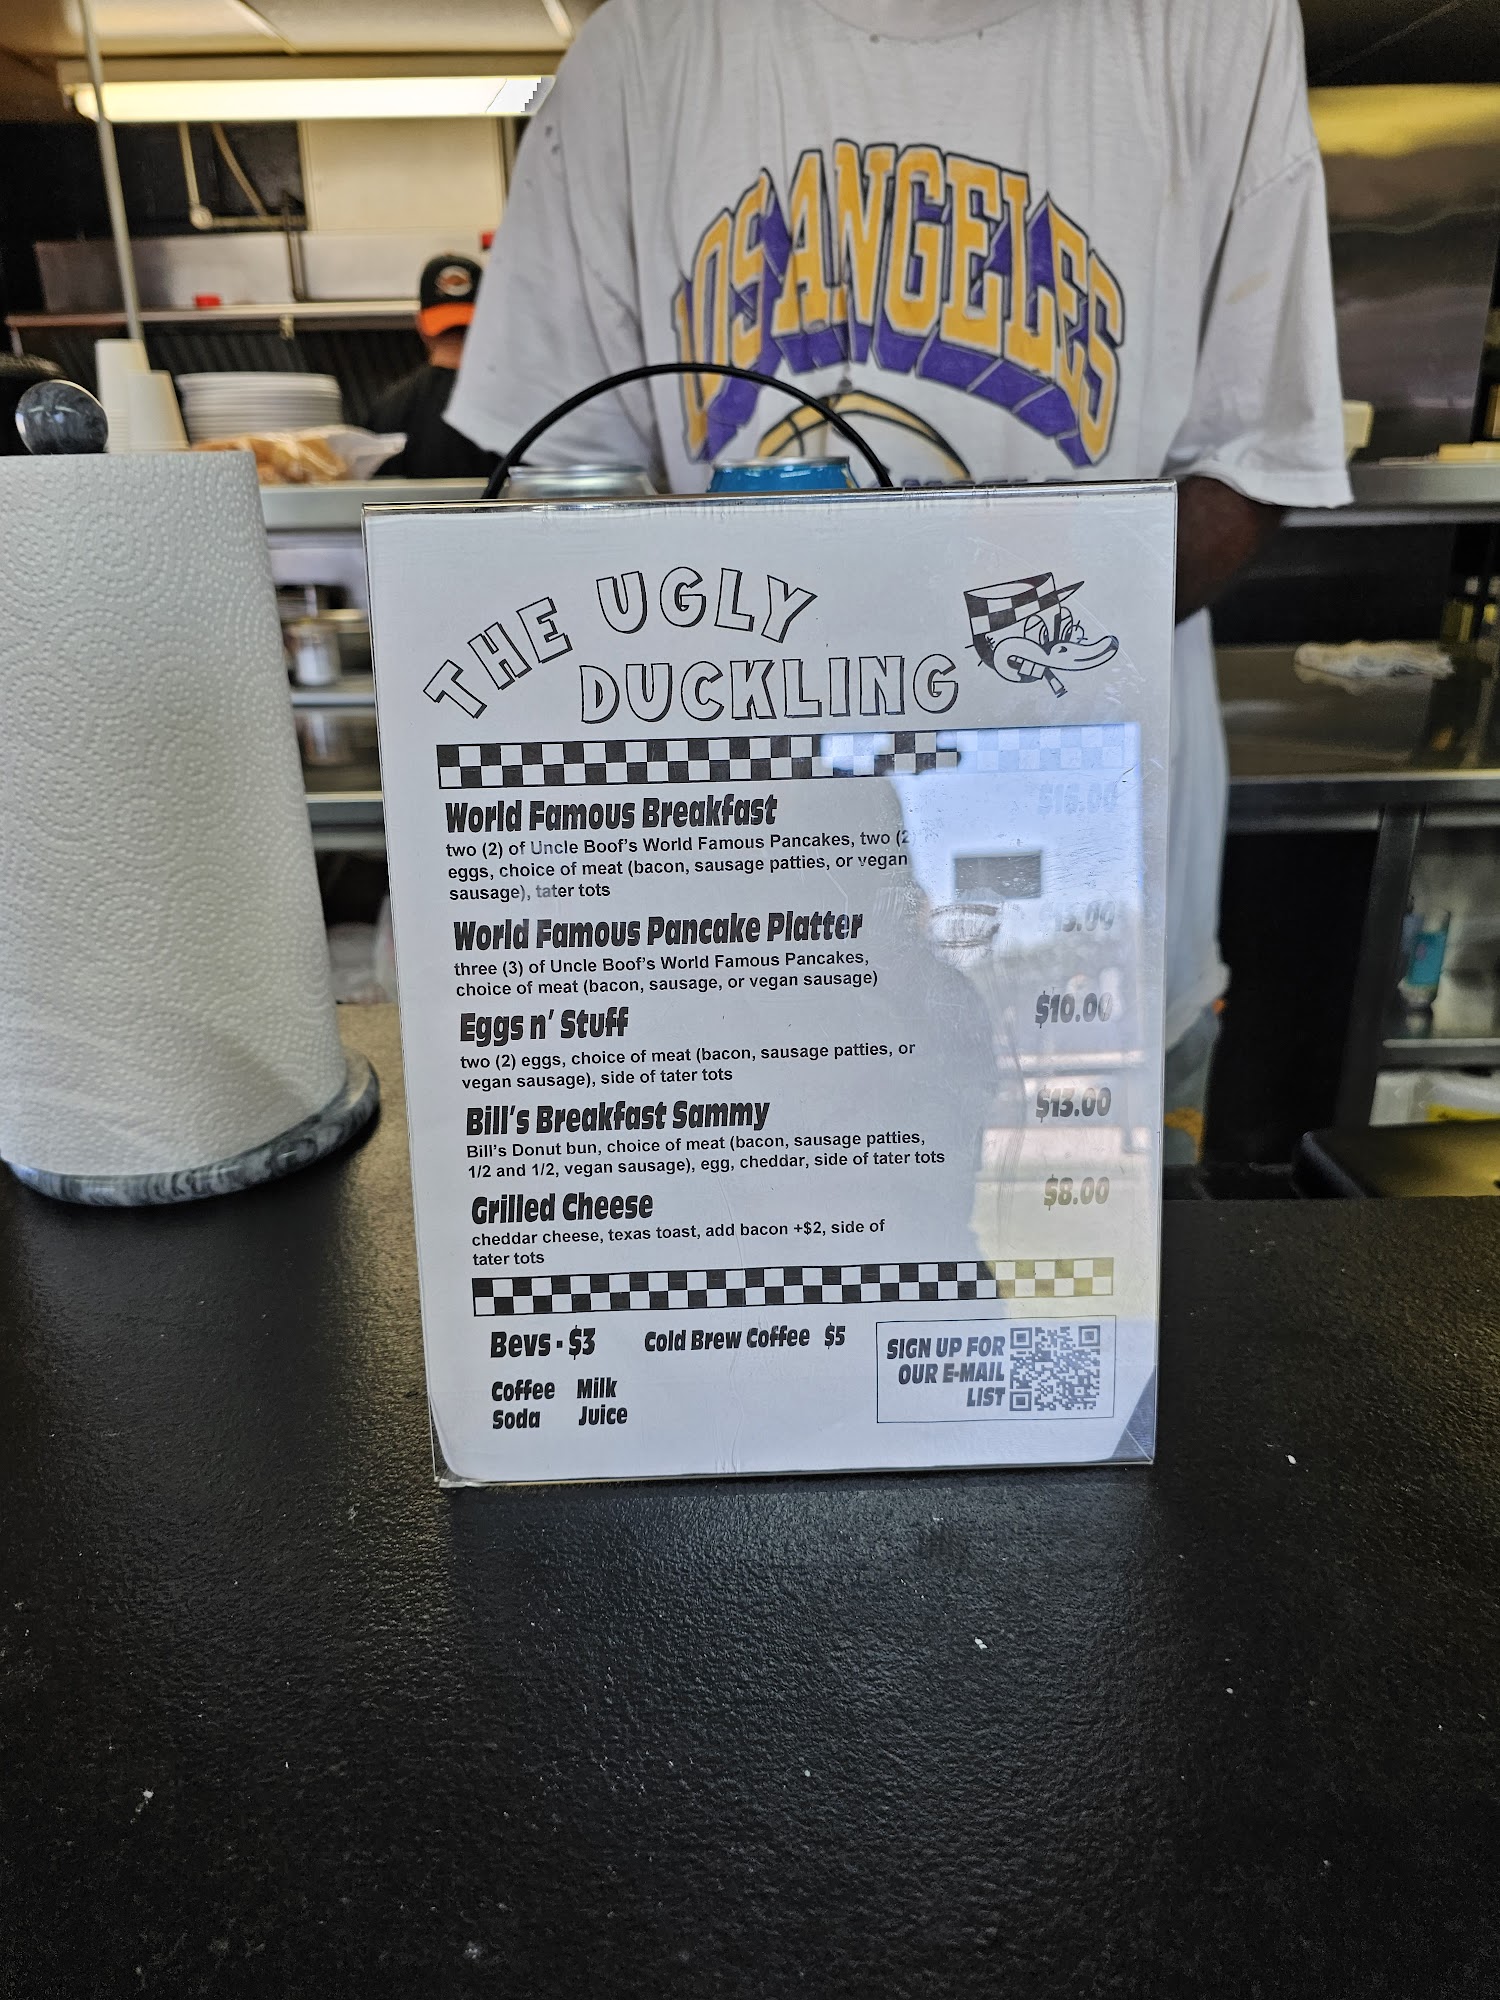 LOS ANGELES
THE UGLY
DUCKLING
World Famous Breakfast
two (2) of Uncle Boof's World Famous Pancakes, two (2)
eggs, choice of meat (bacon, sausage patties, or vegan
sausage), tater tots
$16.00
World Famous Pancake Platter
three (3) of Uncle Boof's World Famous Pancakes,
choice of meat (bacon, sausage, or vegan sausage)
Eggs n' Stuff
$10.00
two (2) eggs, choice of meat (bacon, sausage patties, or
vegan sausage), side of tater tots
Bill's Breakfast Sammy
$13.00
Bill's Donut bun, choice of meat (bacon, sausage patties,
1/2 and 1/2, vegan sausage), egg, cheddar, side of tater tots
Grilled Cheese
$8.00
cheddar cheese, texas toast, add bacon +$2, side of
tater tots
Bevs - $3
Cold Brew Coffee $5
Coffee Milk
Soda Juice
SIGN UP FOR
OUR E-MAIL
LIST